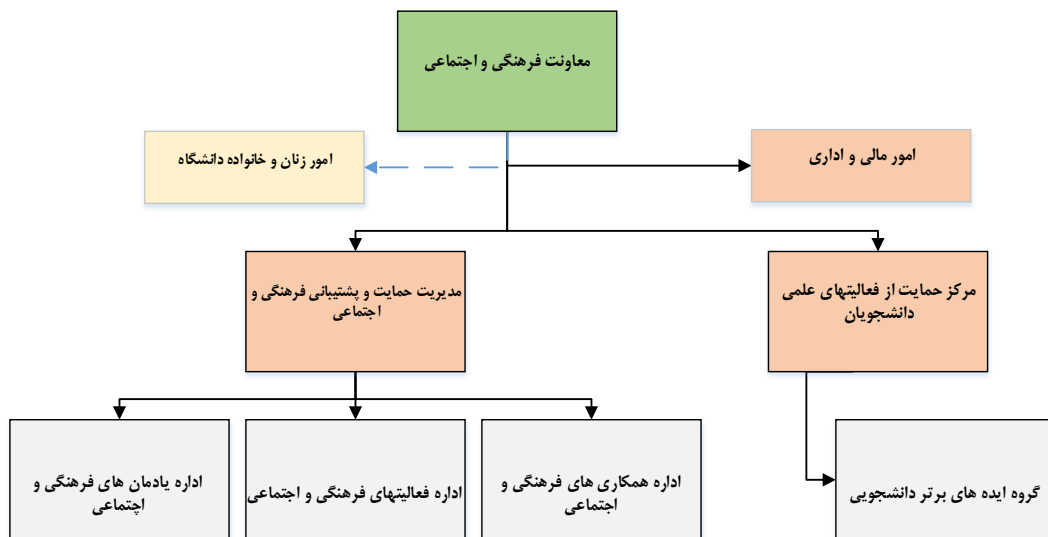 معاونت فرهنگی و اجتماعی
امور مالی و اداری
امور زنان و خانواده دانشگاه
مرکز حمایت از فعالیتهای علمی
دانشجویان
مدیریت حمایت و پشتیبانی فرهنگی و
اجتماعی
گروه ایده های برتر دانشجویی
اداره همکاری های فرهنگی و
اجتماعی
اداره فعالیتهای فرهنگی و اجتماعی
اداره یادمان های فرهنگی و
اچتماعی